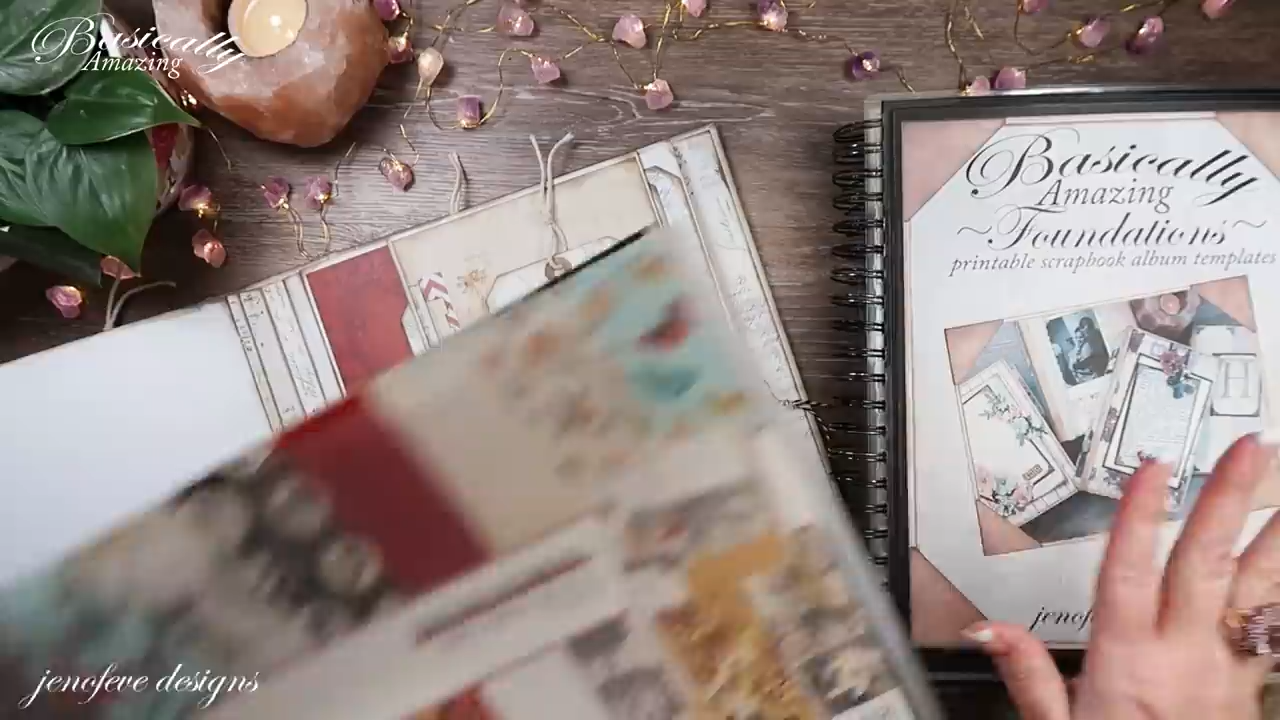 Basically
Amazing
Basically
Amazing
~Foundations~
printable scrapbook album templates
H
jenofeve designs